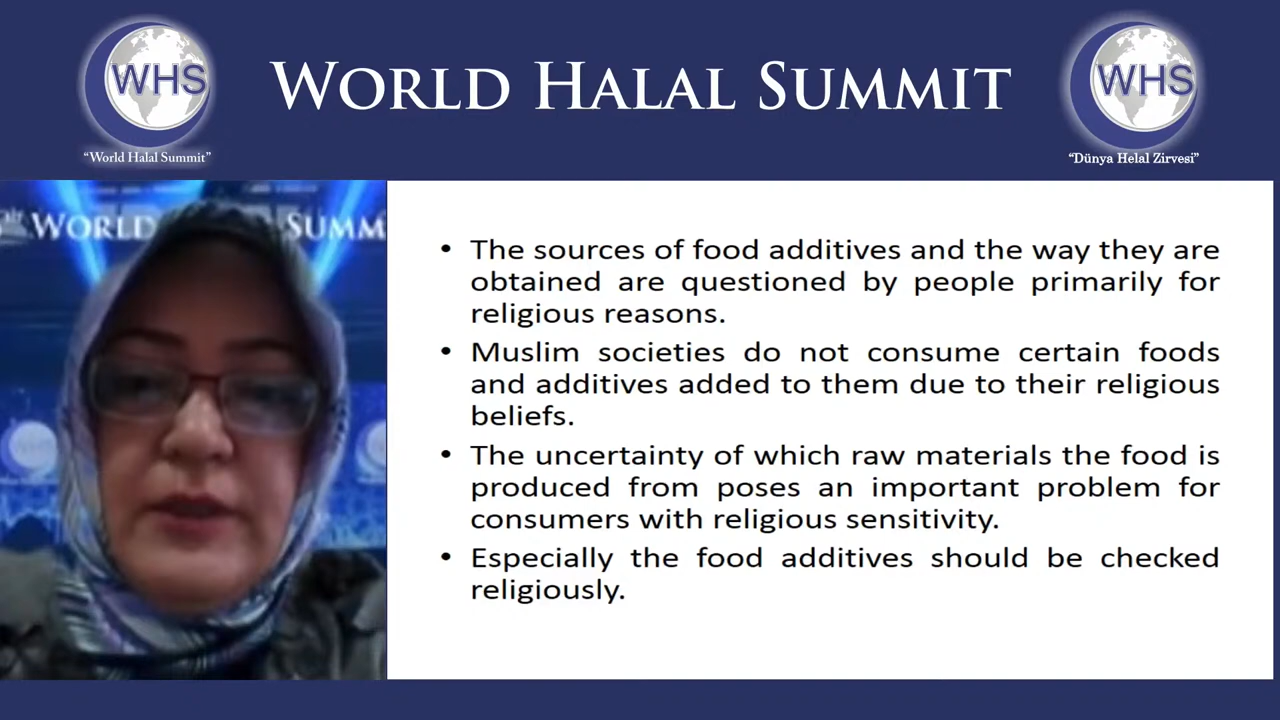 WHS
"World Halal Summit"
WORLD HALAL SUMMIT
WHS
"Dünya Helal Zirvesi"
WORLD SUMM
WHS
• The sources of food additives and the way they are
obtained are questioned by people primarily for
religious reasons.
• Muslim societies do not consume certain foods
and additives added to them due to their religious
beliefs.
• The uncertainty of which raw materials the food is
produced from poses an important problem for
consumers with religious sensitivity.
• Especially the food additives should be checked
religiously.